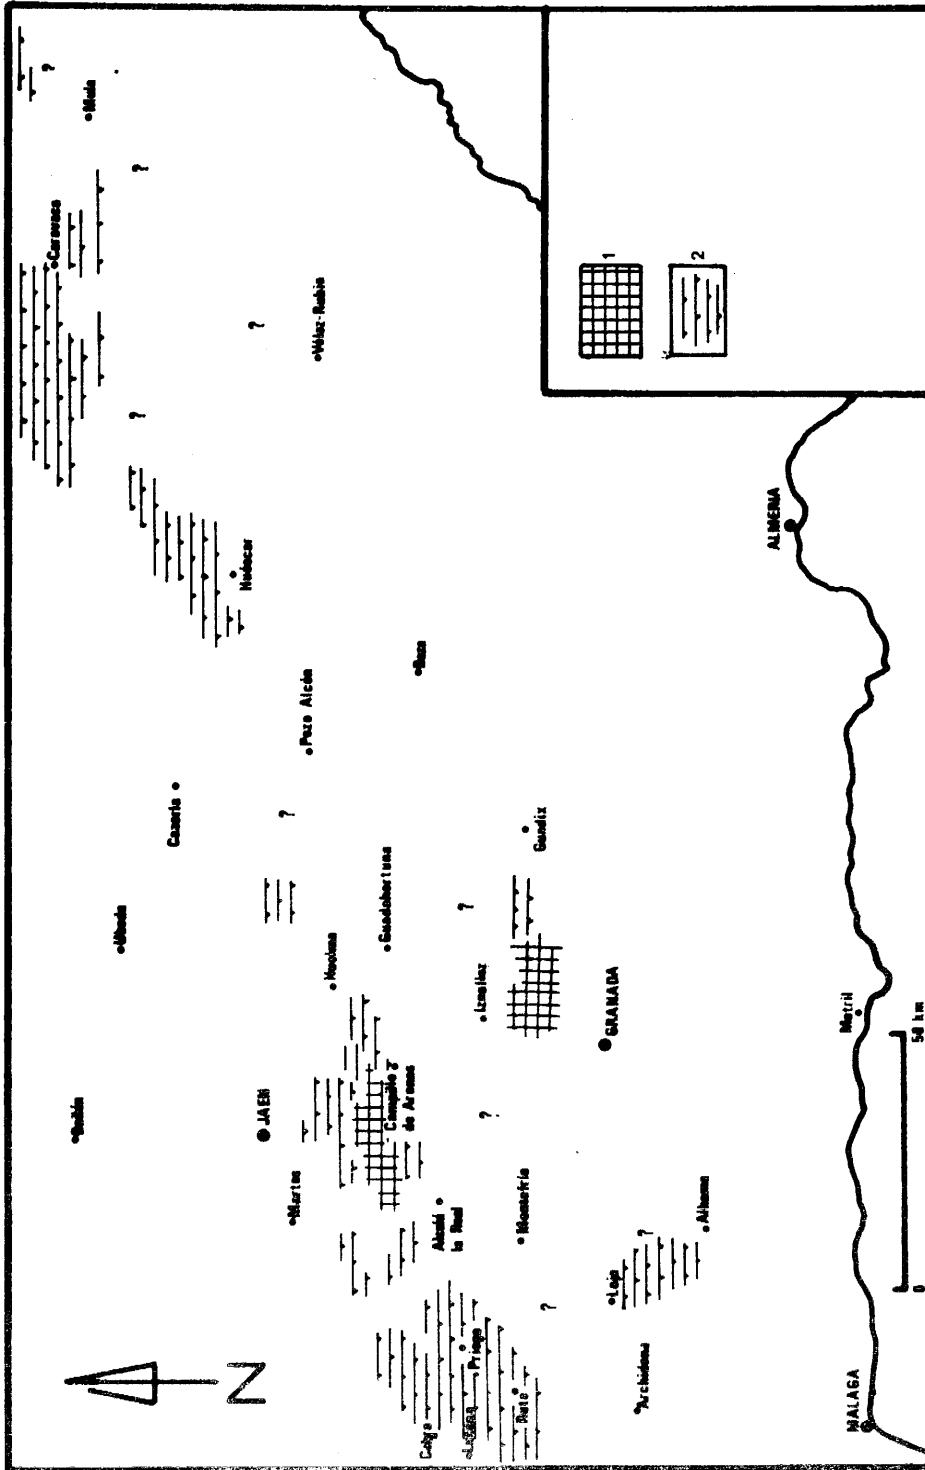 Mula
?
Caravaca
?
Vélez-Rubio
?
?
Huéscar
Baza
Pozo Alcón
Cazorla
?
Ubeda
Guadix
?
Guadahortuna
Huelma
Iznalloz
GRANADA
Motril
ALMERIA
Bailén
JAEN
Campillo
de Arenas
?
Martos
Alcalá
la Real
Montefrío
?
Alhama
?
Loja
?
Priego
Cabra
Lucena
Rute
Archidona
MALAGA
N
1
2
0
50 km